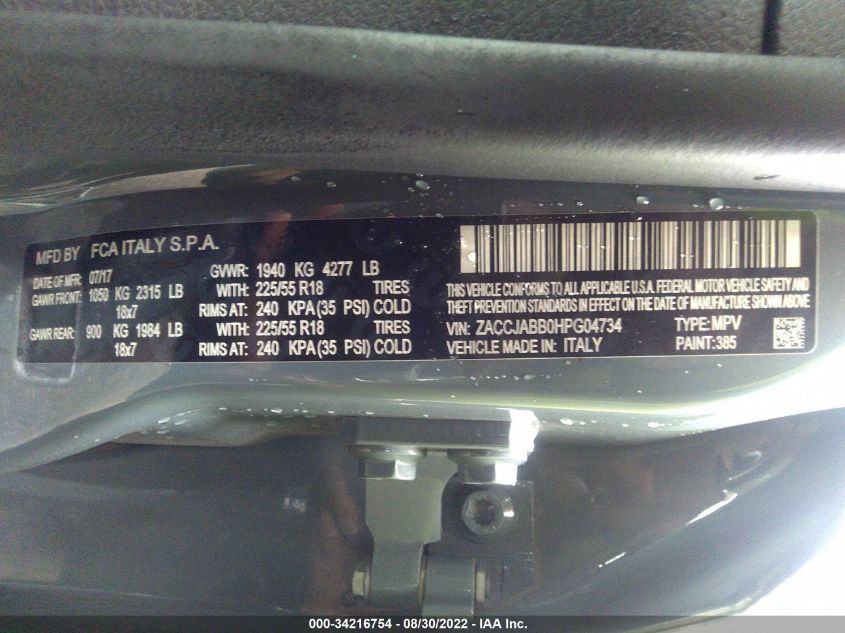 MFD BY FCA ITALY S.P.A.
DATE OF MFR: 07/17 GVWR: 1940 KG 4277 LB
GAWR FRONT: 1050 KG 2315 LB WITH: 225/55 R18 TIRES
18x7 RIMS AT: 240 KPA (35 PSI) COLD
GAWR REAR: 900 KG 1984 LB WITH: 225/55 R18 TIRES
18x7 RIMS AT: 240 KPA (35 PSI) COLD
THIS VEHICLE CONFORMS TO ALL APPLICABLE U.S.A. FEDERAL MOTOR VEHICLE SAFETY AND
THEFT PREVENTION STANDARDS IN EFFECT ON THE DATE OF MANUFACTURE SHOWN ABOVE.
VIN: ZACCJABB0HPG04734 TYPE: MPV
VEHICLE MADE IN: ITALY PAINT: 385
000-34216754 - 08/30/2022 - IAA Inc.